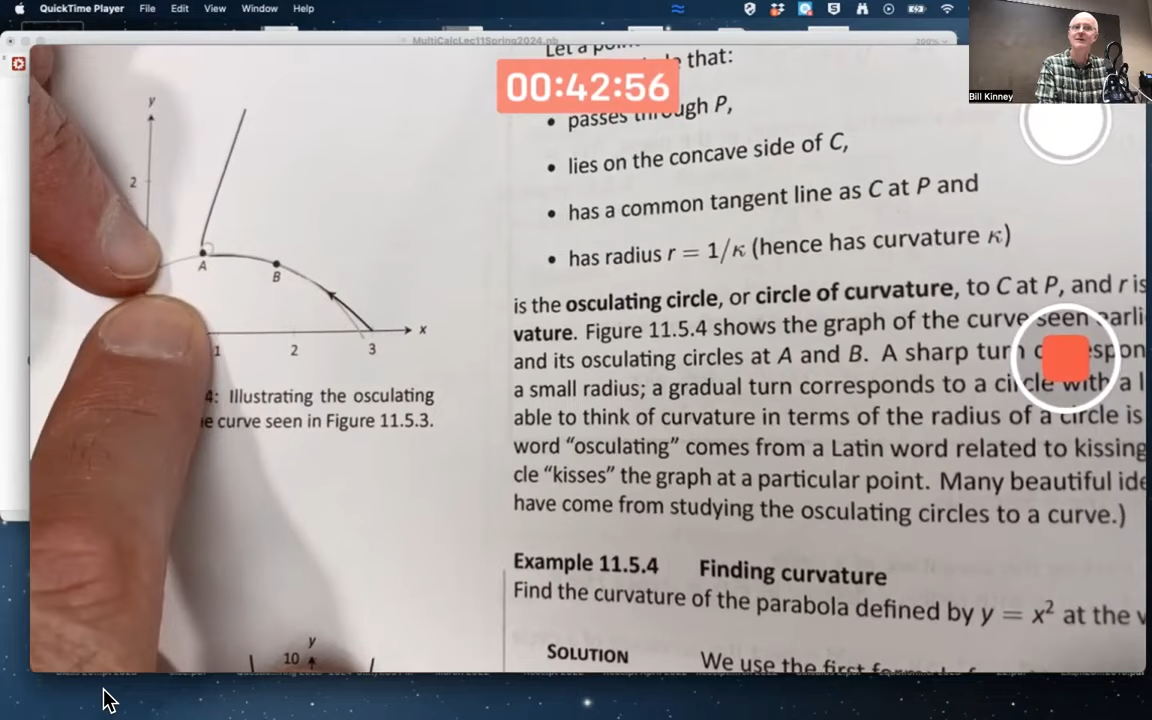 QuickTime Player File Edit View Window Help
MultiCalcLec11Spring2024.nb
200%
Bill Kinney
00:42:56
Let a
that:
• passes through P,
• lies on the concave side of C,
• has a common tangent line as C at P and
• has radius r = 1/κ (hence has curvature κ)
is the osculating circle, or circle of curvature, to C at P, and r is
vature. Figure 11.5.4 shows the graph of the curve seen earli
and its osculating circles at A and B. A sharp turn
a small radius; a gradual turn corresponds to a circle with a l
able to think of curvature in terms of the radius of a circle is
word “osculating” comes from a Latin word related to kissing
cle “kisses” the graph at a particular point. Many beautiful ide
have come from studying the osculating circles to a curve.)
Example 11.5.4 Finding curvature
Find the curvature of the parabola defined by y = x² at the v
SOLUTION We use the first
y
2
A
B
x
1 2 3
4: Illustrating the osculating
e curve seen in Figure 11.5.3.
y
10